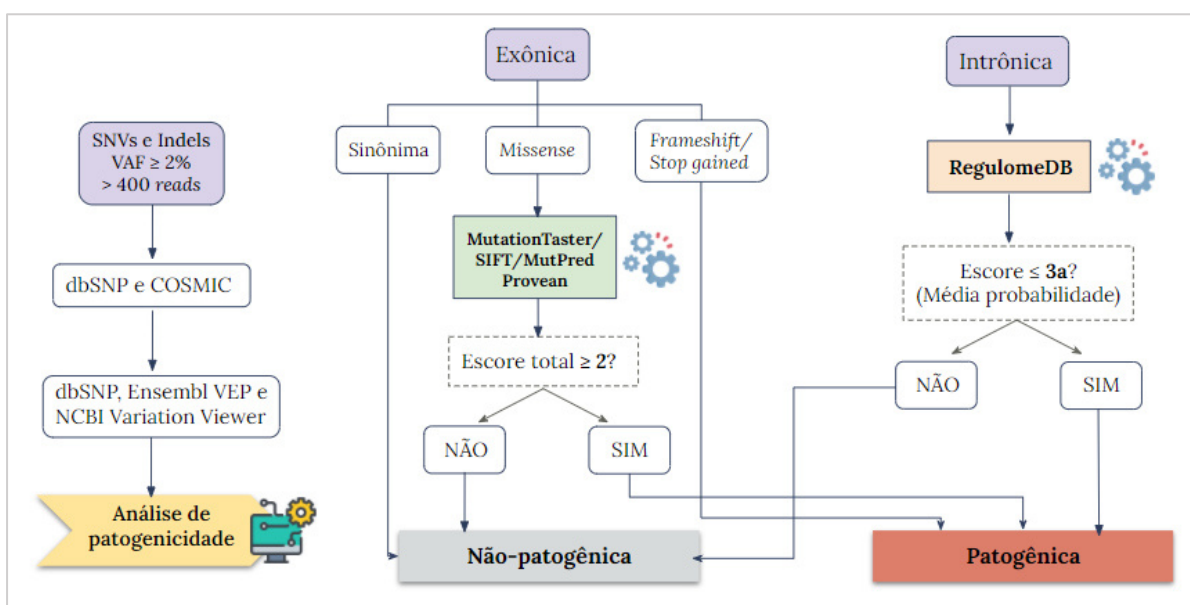 SNVs e Indels
VAF ≥ 2%
> 400 reads
dbSNP e COSMIC
dbSNP, Ensembl VEP e
NCBI Variation Viewer
Análise de
patogenicidade
Exônica
Sinônima
Missense
Frameshift/
Stop gained
MutationTaster/
SIFT/MutPred
Provean
Escore total ≥ 2?
NÃO
SIM
Não-patogênica
Intrônica
RegulomeDB
Escore ≤ 3a?
(Média probabilidade)
NÃO
SIM
Patogênica